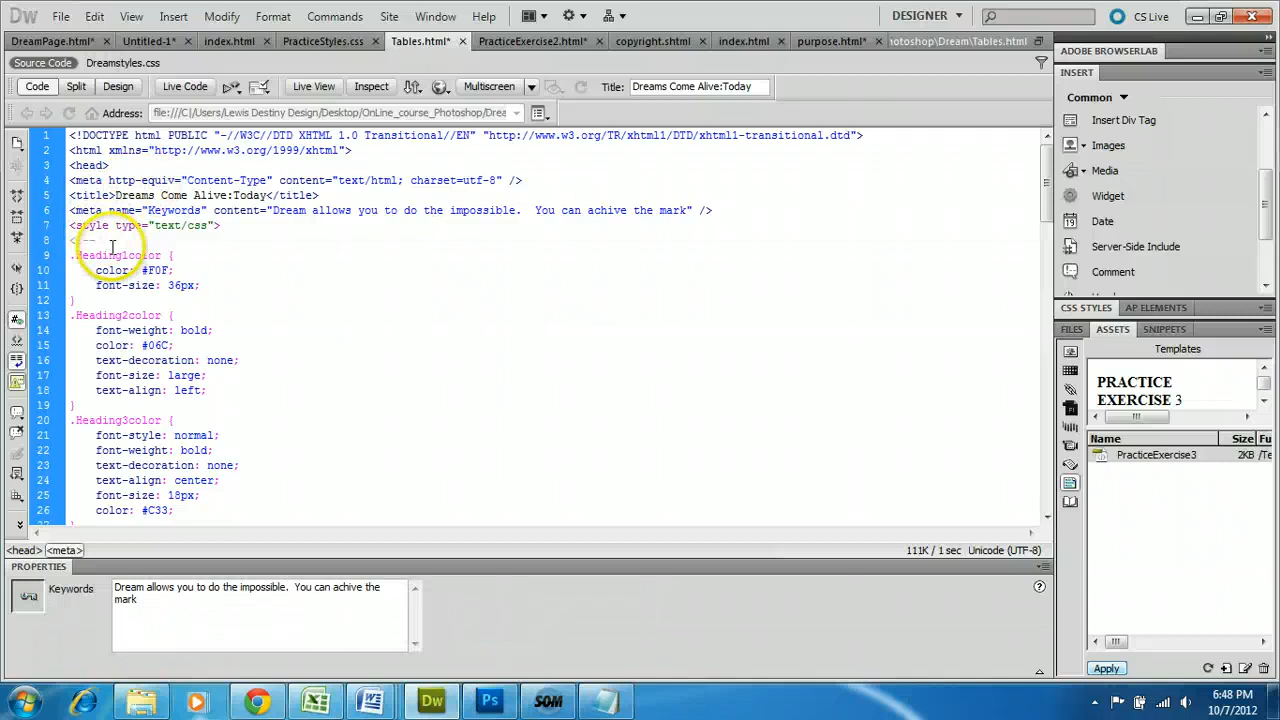 Dw File Edit View Insert Modify Format Commands Site Window Help DESIGNER CS Live
DreamPage.html* Untitled-1* index.html PracticeStyles.css Tables.html* PracticeExercise2.html* copyright.shtml index.html purpose.html* hotoshop\Dream\Tables.html
Source Code Dreamstyles.css
Code Split Design Live Code Live View Inspect Multiscreen Title: Dreams Come Alive:Today
Address: file:///C|/Users/Lewis Destiny Design/Desktop/OnLine_course_Photoshop/Drea
1 <!DOCTYPE html PUBLIC "-//W3C//DTD XHTML 1.0 Transitional//EN" "http://www.w3.org/TR/xhtml1/DTD/xhtml1-transitional.dtd">
2 <html xmlns="http://www.w3.org/1999/xhtml">
3 <head>
4 <meta http-equiv="Content-Type" content="text/html; charset=utf-8" />
5 <title>Dreams Come Alive:Today</title>
6 <meta name="Keywords" content="Dream allows you to do the impossible.  You can achive the mark" />
7 <style type="text/css">
8 <!--
9 .Heading1color {
10 color: #F0F;
11 font-size: 36px;
12 }
13 .Heading2color {
14 font-weight: bold;
15 color: #06C;
16 text-decoration: none;
17 font-size: large;
18 text-align: left;
19 }
20 .Heading3color {
21 font-style: normal;
22 font-weight: bold;
23 text-decoration: none;
24 text-align: center;
25 font-size: 18px;
26 color: #C33;
27 }
<head> <meta> 111K / 1 sec Unicode (UTF-8)
PROPERTIES
Keywords Dream allows you to do the impossible.  You can achive the
mark
ADOBE BROWSERLAB
INSERT
Common
Insert Div Tag
Images
Media
Widget
Date
Server-Side Include
Comment
CSS STYLES AP ELEMENTS
FILES ASSETS SNIPPETS
Templates
PRACTICE
EXERCISE 3
Name Size Fu
PracticeExercise3 2KB /Te
Apply
Dw Ps SOM
6:48 PM
10/7/2012